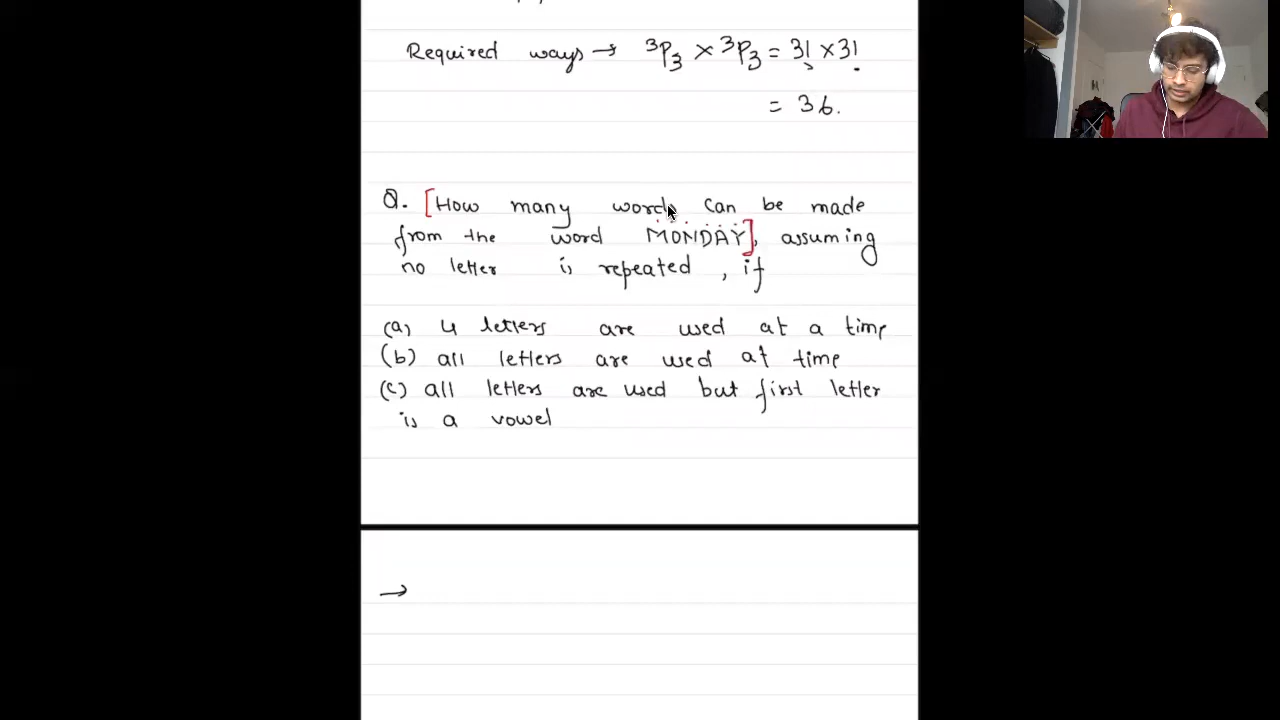 Required ways → ³P₃ × ³P₃ = 3! × 3!
= 36.
Q. [How many words can be made
from the word MONDAY], assuming
no letter is repeated, if
(a) 4 letters are used at a time
(b) all letters are used at time
(c) all letters are used but first letter
is a vowel
→